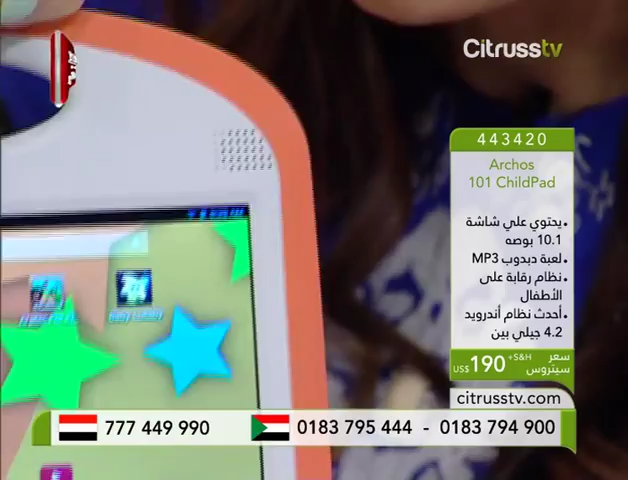 Citrusstv
443420
Archos
101 ChildPad
•يحتوي علي شاشة
10.1 بوصه
•لعبة دبدوب MP3
•نظام رقابة على
الأطفال
•أحدث نظام أندرويد
4.2 جيلي بين
سعر
سيتروس
US$ 190 +S&H
citrusstv.com
777 449 990
0183 795 444 - 0183 794 900